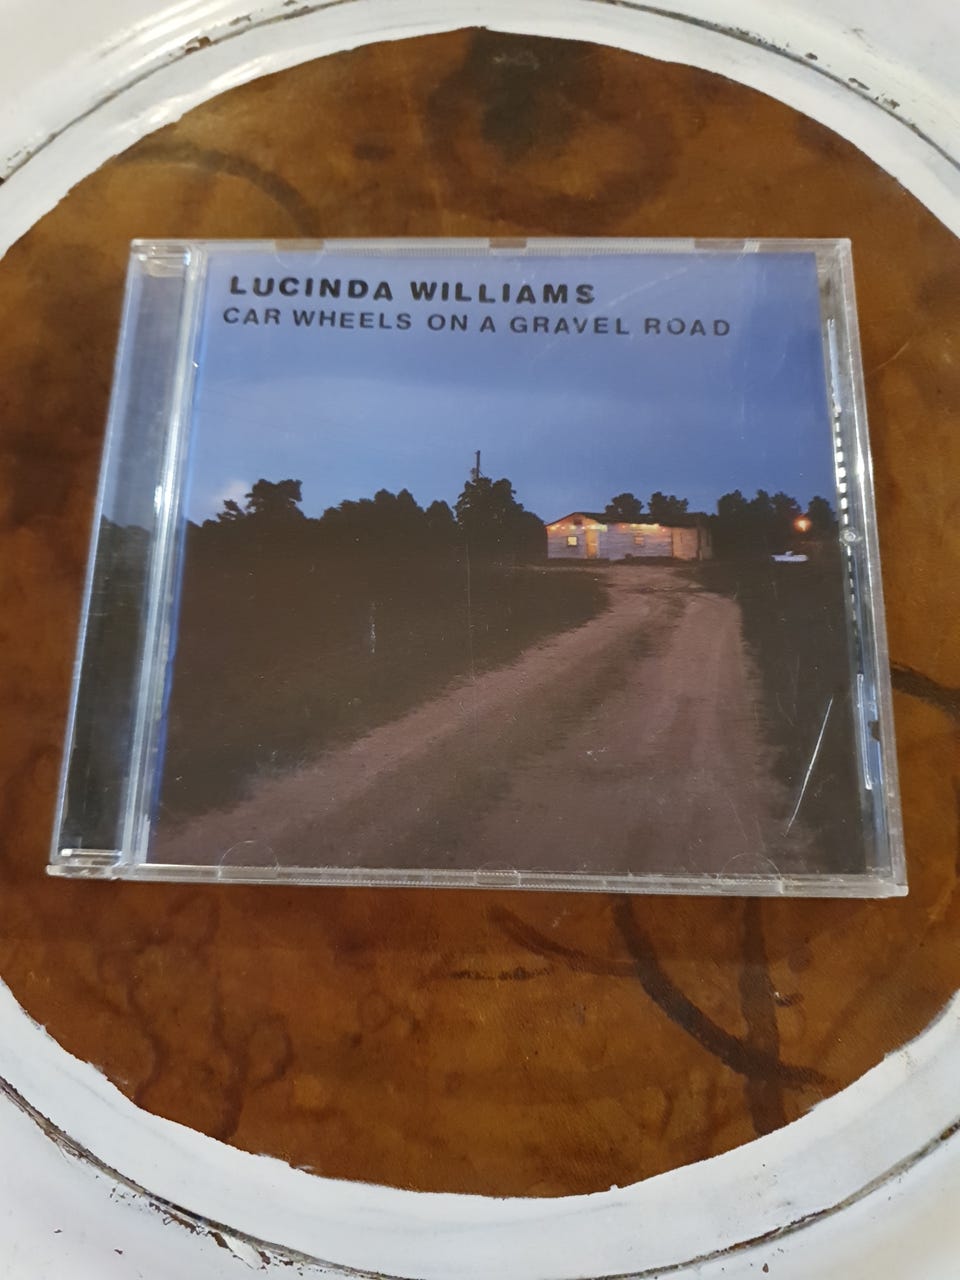 LUCINDA WILLIAMS
CAR WHEELS ON A GRAVEL ROAD